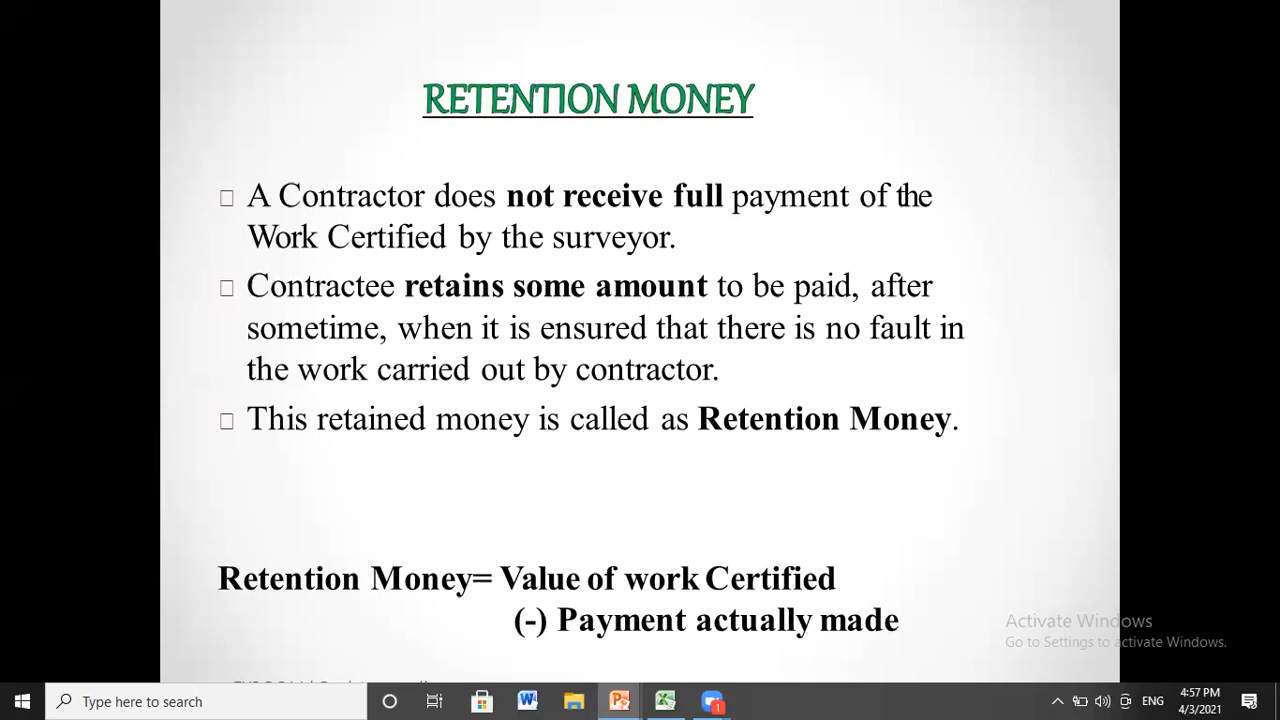 RETENTION MONEY
A Contractor does not receive full payment of the
Work Certified by the surveyor.
Contractee retains some amount to be paid, after
sometime, when it is ensured that there is no fault in
the work carried out by contractor.
This retained money is called as Retention Money.
Retention Money= Value of work Certified
(-) Payment actually made
Activate Windows
Go to Settings to activate Windows.
Type here to search
1
ENG
4:57 PM
4/3/2021